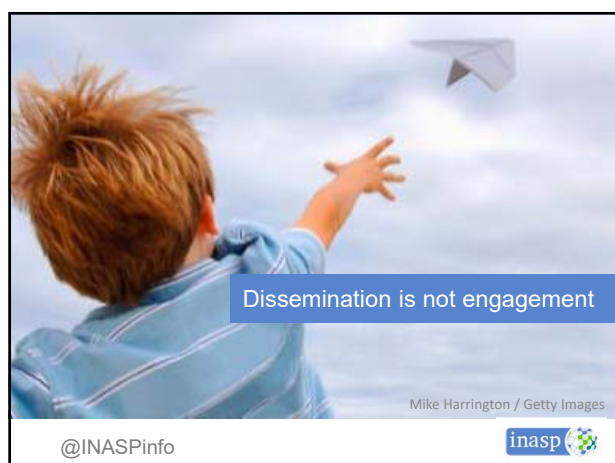 Dissemination is not engagement
Mike Harrington / Getty Images
@INASPinfo
inasp